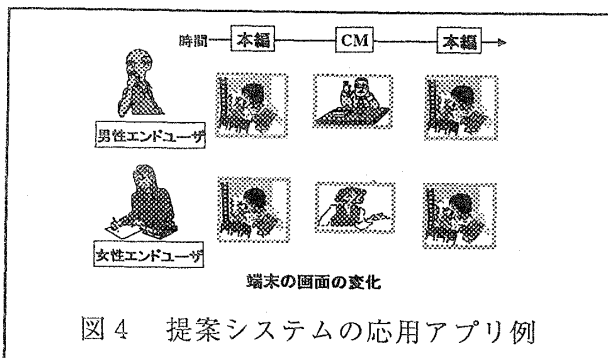 時間 本編 CM 本編
男性エンドユーザ
女性エンドユーザ
端末の画面の変化
図4 提案システムの応用アプリ例